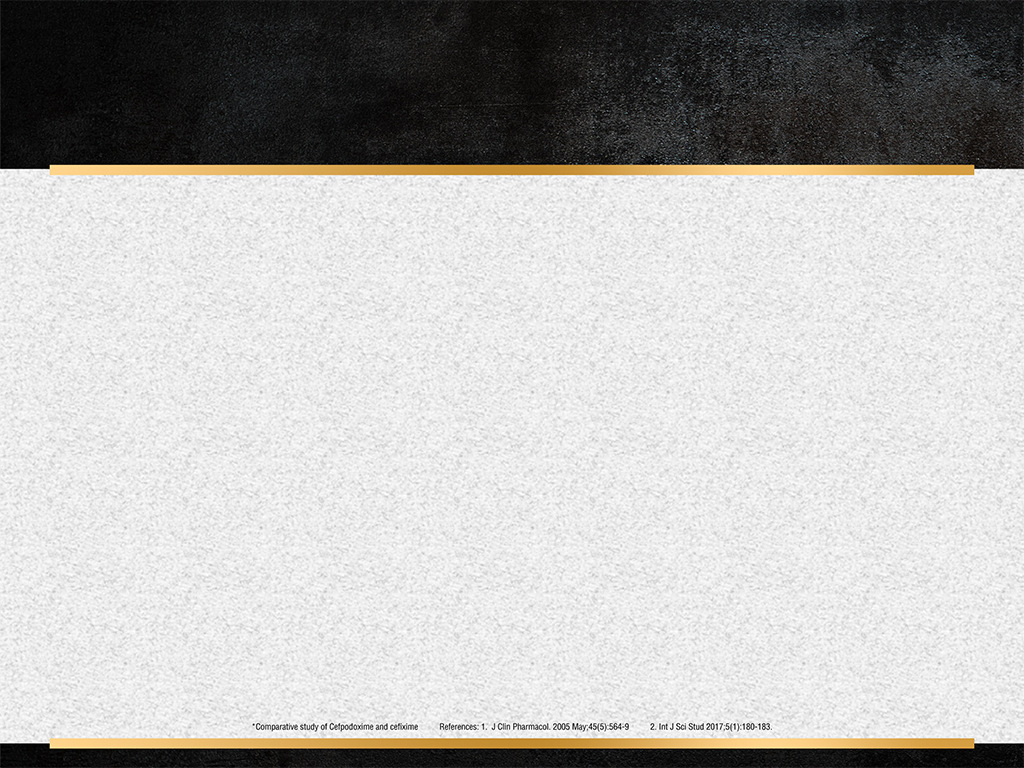 *Comparative study of Cefpodoxime and cefixime References: 1. J Clin Pharmacol. 2005 May;45(5):564-9 2. Int J Sci Stud 2017;5(1):180-183.